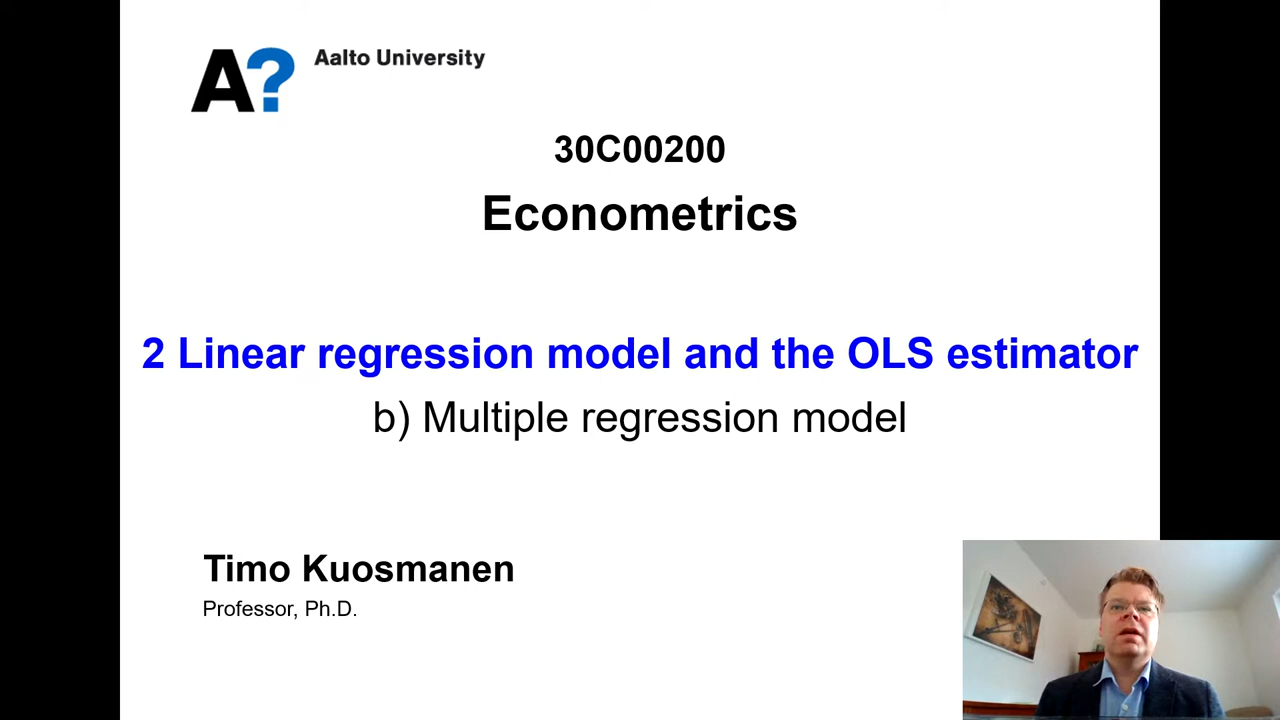 A?
Aalto University
30C00200
Econometrics
2 Linear regression model and the OLS estimator
b) Multiple regression model
Timo Kuosmanen
Professor, Ph.D.